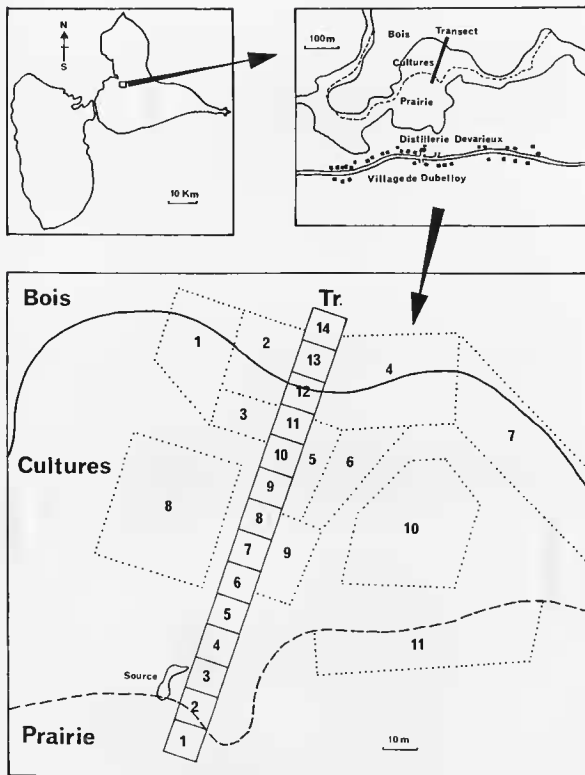 N
S
10 Km
100m
Bois
Transect
Cultures
Prairie
Distillerie Devarieux
Village de Dubelloy
Bois
Tr.
14
1
2
13
4
12
3
11
7
Cultures
10
5
6
9
8
8
10
7
9
6
5
4
11
Source
3
2
Prairie
1
10 m